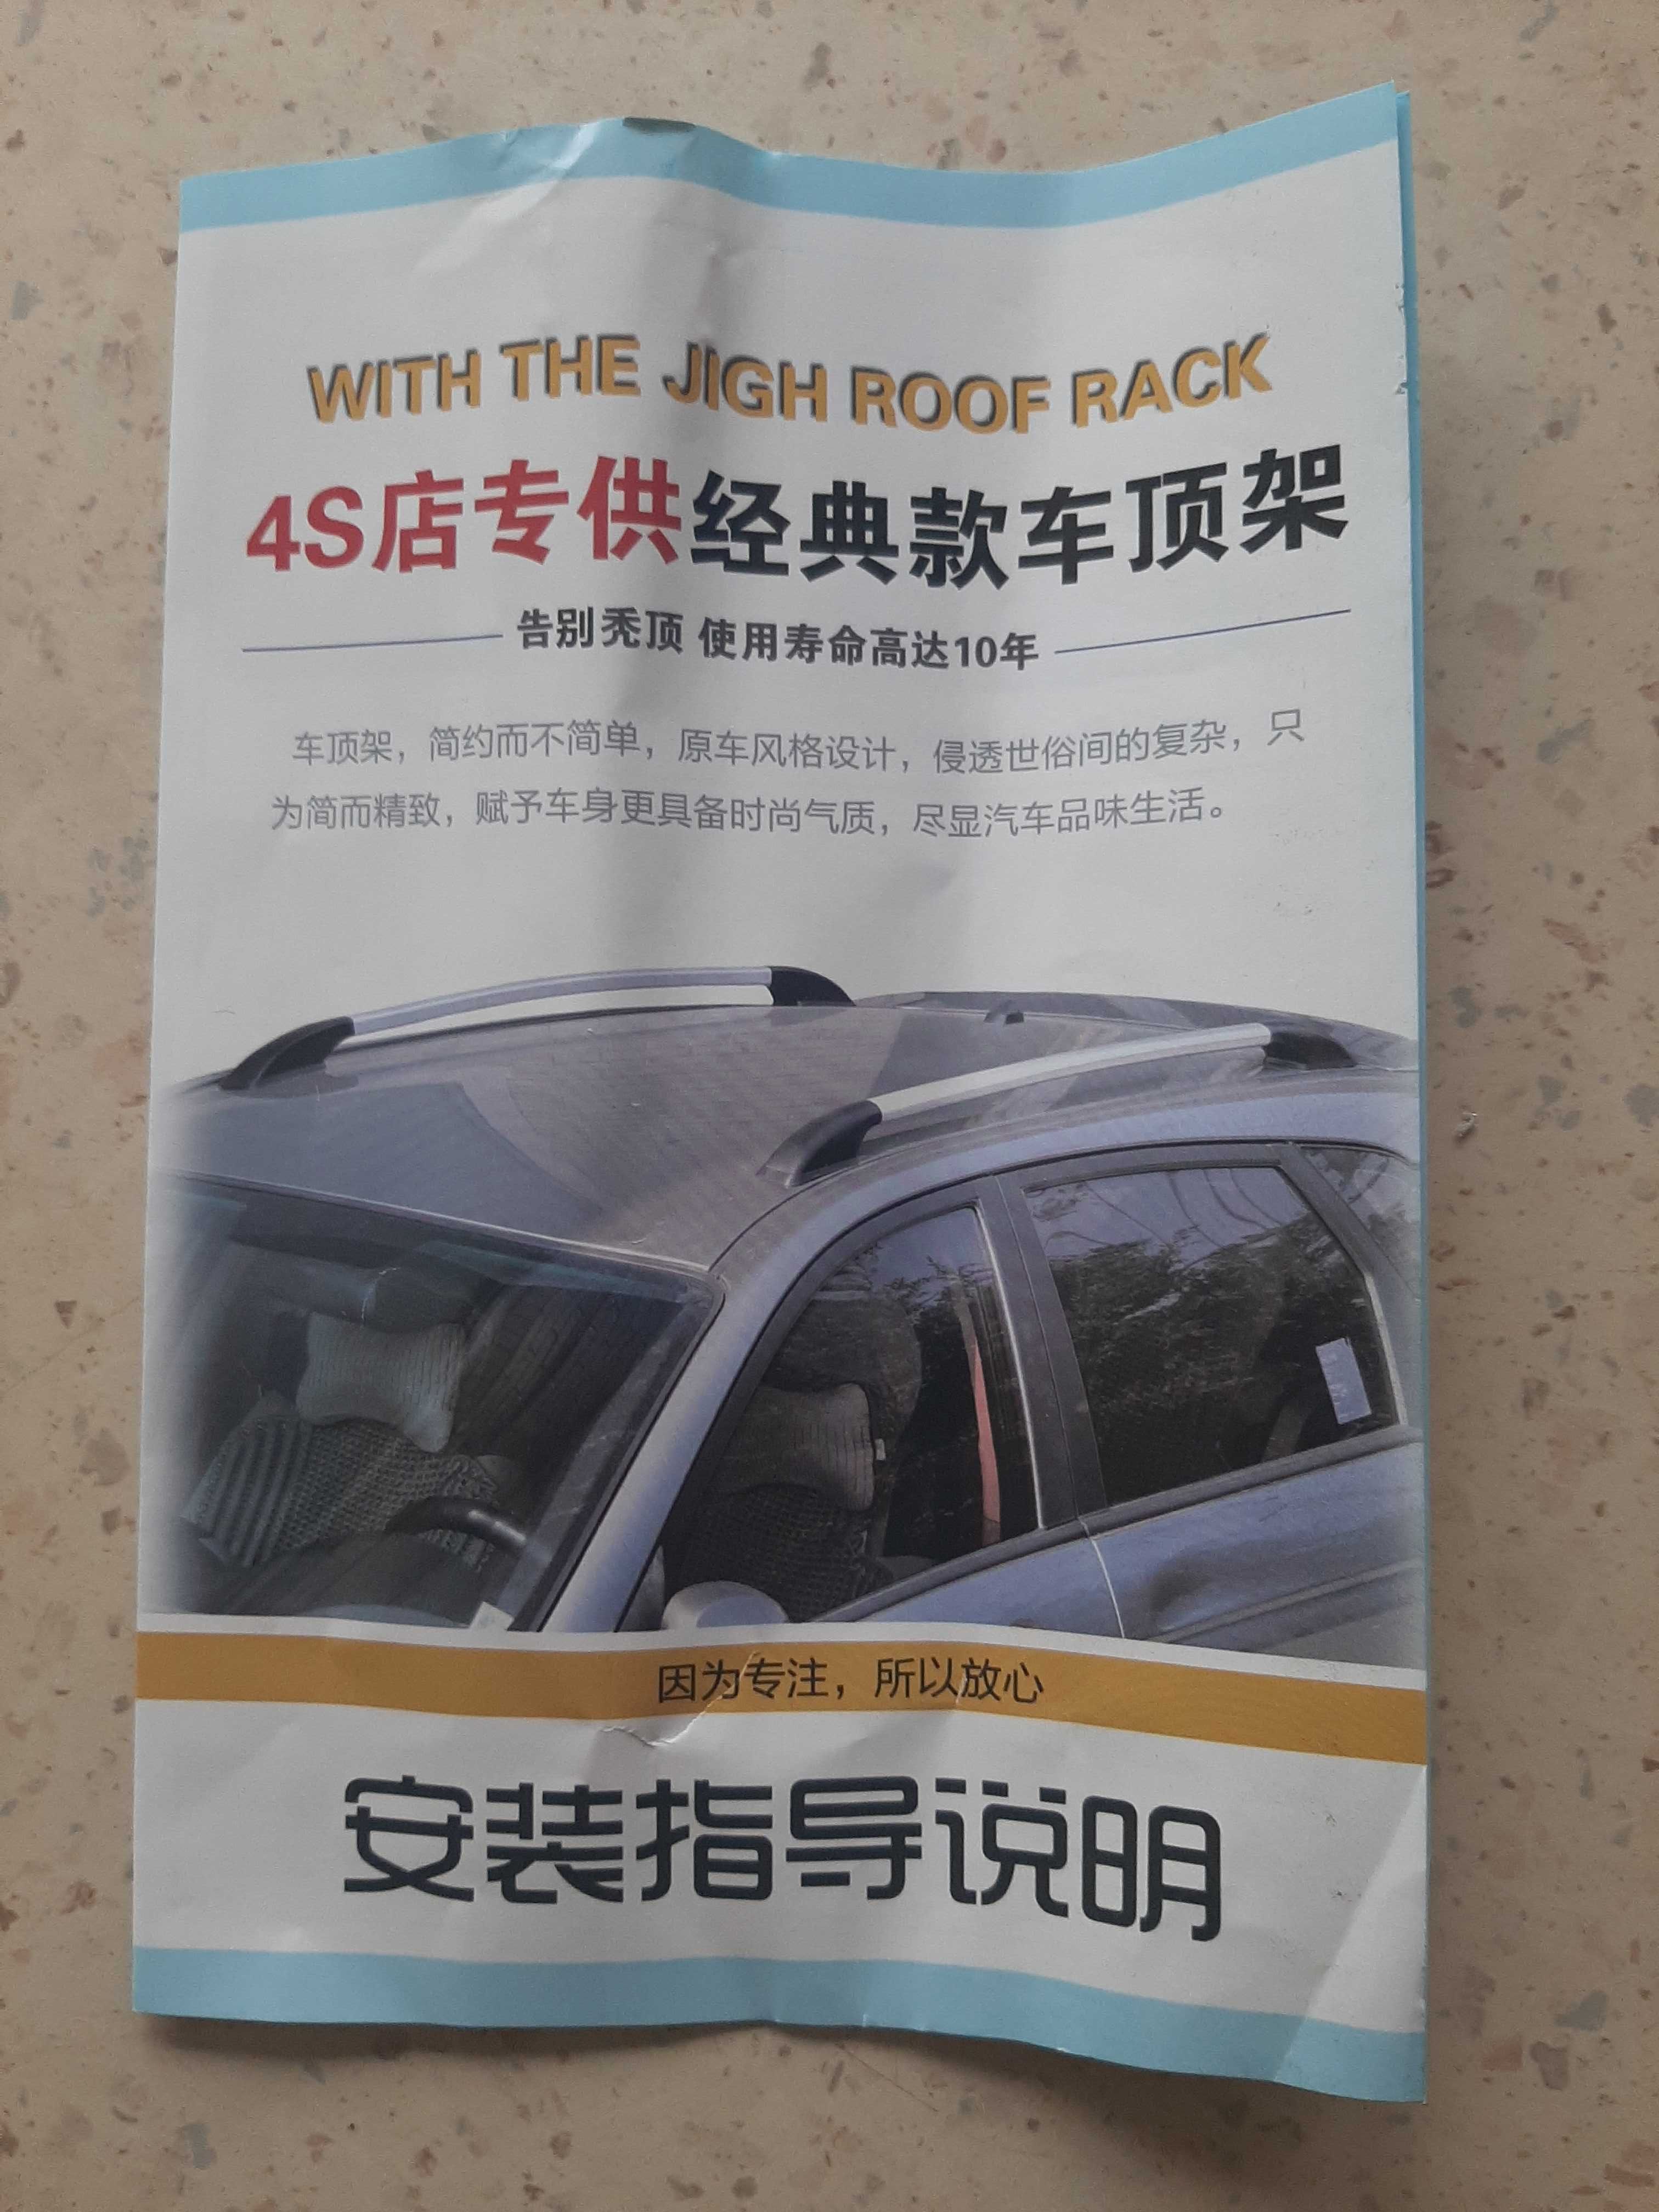 WITH THE JIGH ROOF RACK
4S店专供经典款车顶架
告别秃顶 使用寿命高达10年
车顶架，简约而不简单，原车风格设计，侵透世俗间的复杂，只
为简而精致，赋予车身更具备时尚气质，尽显汽车品味生活。
因为专注，所以放心
安装指导说明